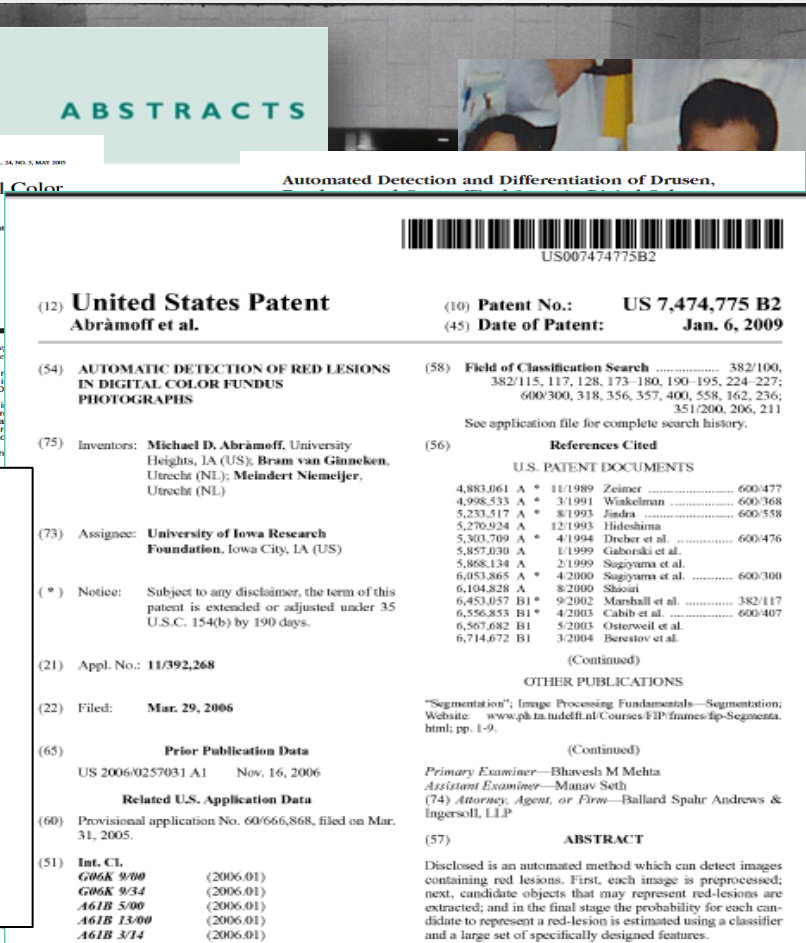 ABSTRACTS
. 24, NO. 5, MAY 2005
l Color
Automated Detection and Differentiation of Drusen,
US007474775B2
(12) United States Patent
Abràmoff et al.
(10) Patent No.: US 7,474,775 B2
(45) Date of Patent: Jan. 6, 2009
(54) AUTOMATIC DETECTION OF RED LESIONS
IN DIGITAL COLOR FUNDUS
PHOTOGRAPHS
(75) Inventors: Michael D. Abràmoff, University
Heights, IA (US); Bram van Ginneken,
Utrecht (NL); Meindert Niemeijer,
Utrecht (NL)
(73) Assignee: University of Iowa Research
Foundation, Iowa City, IA (US)
( * ) Notice: Subject to any disclaimer, the term of this
patent is extended or adjusted under 35
U.S.C. 154(b) by 190 days.
(21) Appl. No.: 11/392,268
(22) Filed: Mar. 29, 2006
(65) Prior Publication Data
US 2006/0257031 A1 Nov. 16, 2006
Related U.S. Application Data
(60) Provisional application No. 60/666,868, filed on Mar.
31, 2005.
(51) Int. Cl.
G06K 9/00 (2006.01)
G06K 9/34 (2006.01)
A61B 5/00 (2006.01)
A61B 13/00 (2006.01)
A61B 3/14 (2006.01)
(58) Field of Classification Search ................. 382/100,
382/115, 117, 128, 173–180, 190–195, 224–227;
600/300, 318, 356, 357, 400, 558, 162, 236;
351/200, 206, 211
See application file for complete search history.
(56) References Cited
U.S. PATENT DOCUMENTS
4,883,061 A * 11/1989 Zeimer ........................ 600/477
4,998,533 A * 3/1991 Winkelman ................. 600/368
5,233,517 A * 8/1993 Jindra .......................... 600/558
5,270,924 A 12/1993 Hideshima
5,303,709 A * 4/1994 Dreher et al. ................ 600/476
5,857,030 A 1/1999 Gaborski et al.
5,868,134 A 2/1999 Sugiyama et al.
6,053,865 A * 4/2000 Sugiyama et al. ........... 600/300
6,104,828 A 8/2000 Shioiri
6,453,057 B1* 9/2002 Marshall et al. ............. 382/117
6,556,853 B1* 4/2003 Cabib et al. .................. 600/407
6,567,682 B1 5/2003 Osterweil et al.
6,714,672 B1 3/2004 Berestov et al.
(Continued)
OTHER PUBLICATIONS
"Segmentation"; Image Processing Fundamentals—Segmentation;
Website: www.ph.tn.tudelft.nl/Courses/FIP/frames/fip-Segmenta.
html; pp. 1-9.
(Continued)
Primary Examiner—Bhavesh M Mehta
Assistant Examiner—Manav Seth
(74) Attorney, Agent, or Firm—Ballard Spahr Andrews &
Ingersoll, LLP
(57) ABSTRACT
Disclosed is an automated method which can detect images
containing red lesions. First, each image is preprocessed;
next, candidate objects that may represent red-lesions are
extracted; and in the final stage the probability for each can-
didate to represent a red-lesion is estimated using a classifier
and a large set of specifically designed features.